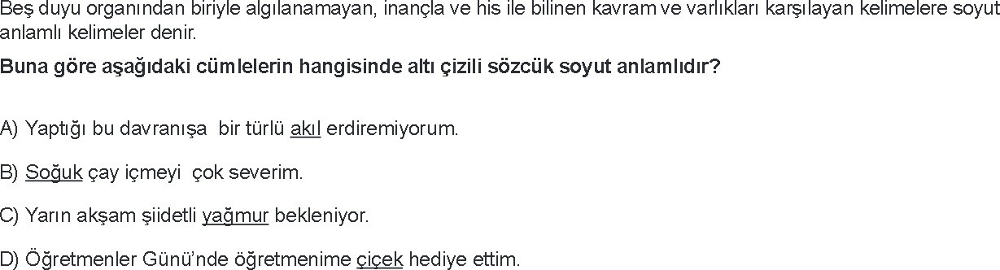 Beş duyu organından biriyle algılanamayan, inançla ve his ile bilinen kavram ve varlıkları karşılayan kelimelere soyut
anlamlı kelimeler denir.
Buna göre aşağıdaki cümlelerin hangisinde altı çizili sözcük soyut anlamlıdır?
A) Yaptığı bu davranışa bir türlü akıl erdiremiyorum.
B) Soğuk çay içmeyi çok severim.
C) Yarın akşam şiidetli yağmur bekleniyor.
D) Öğretmenler Günü’nde öğretmenime çiçek hediye ettim.